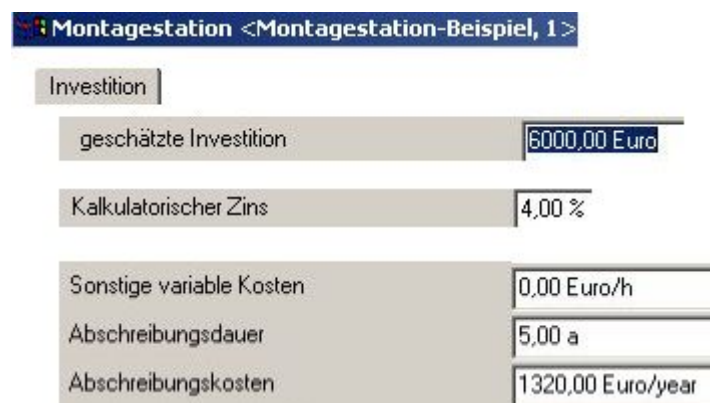 Montagestation <Montagestation-Beispiel, 1>
Investition
geschätzte Investition 6000,00 Euro
Kalkulatorischer Zins 4,00 %
Sonstige variable Kosten 0,00 Euro/h
Abschreibungsdauer 5,00 a
Abschreibungskosten 1320,00 Euro/year